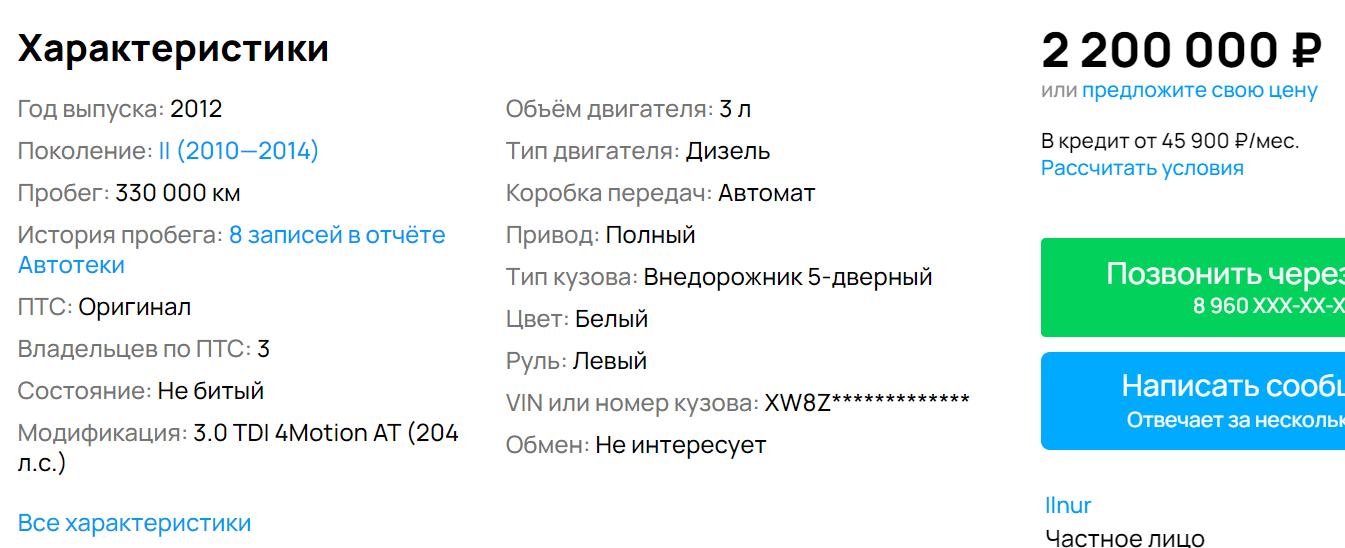 Характеристики
Год выпуска: 2012
Поколение: II (2010—2014)
Пробег: 330 000 км
История пробега: 8 записей в отчёте
Автотеки
ПТС: Оригинал
Владельцев по ПТС: 3
Состояние: Не битый
Модификация: 3.0 TDI 4Motion AT (204
л.с.)
Все характеристики
Объём двигателя: 3 л
Тип двигателя: Дизель
Коробка передач: Автомат
Привод: Полный
Тип кузова: Внедорожник 5-дверный
Цвет: Белый
Руль: Левый
VIN или номер кузова: XW8Z*************
Обмен: Не интересует
2 200 000 ₽
или предложите свою цену
В кредит от 45 900 ₽/мес.
Рассчитать условия
Позвонить через
8 960 XXX-XX-X
Написать сообщ
Отвечает за нескольк
Ilnur
Частное лицо